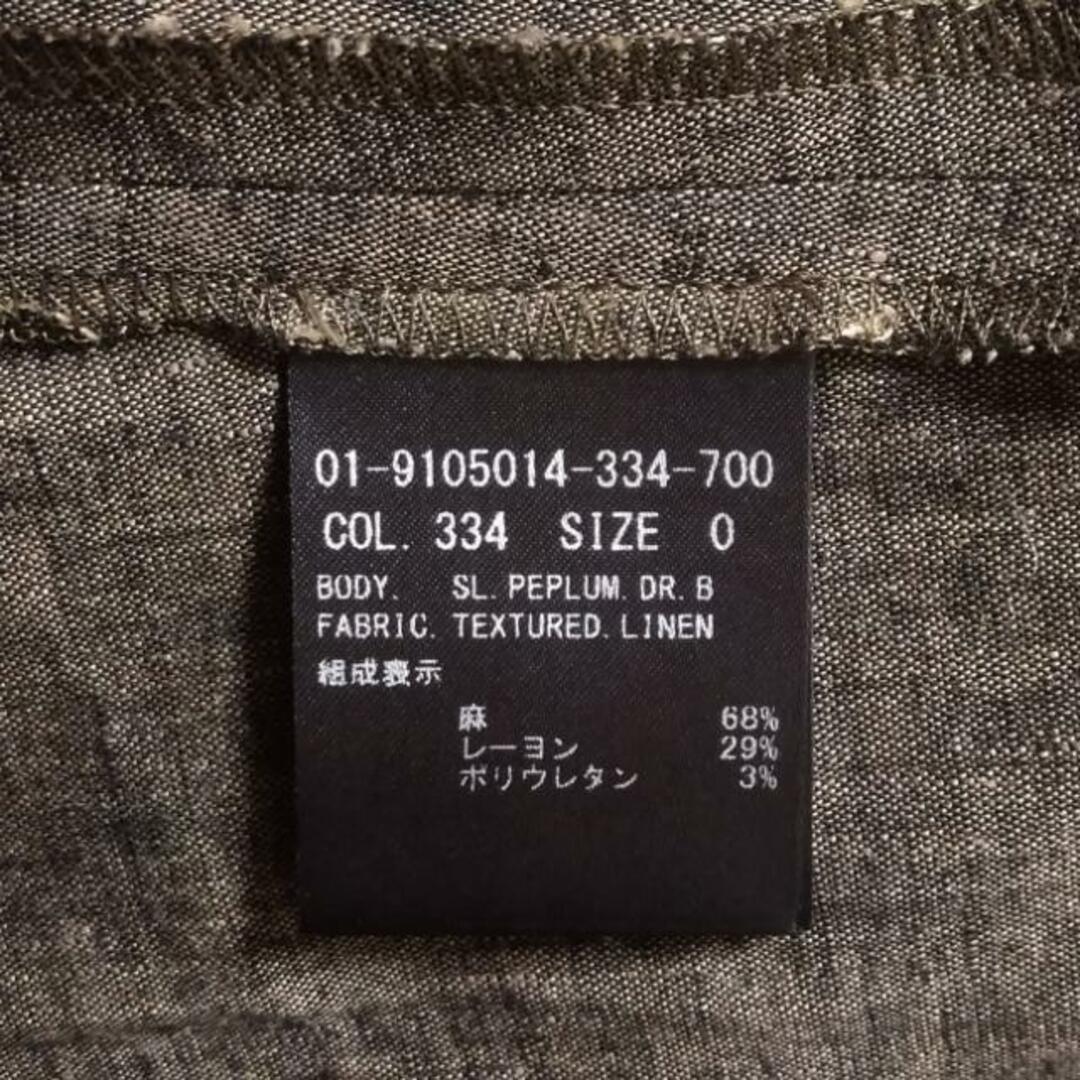 01-9105014-334-700
COL. 334 SIZE 0
BODY. SL.PEPLUM.DR.B
FABRIC. TEXTURED.LINEN
組成表示
麻 68%
レーヨン 29%
ポリウレタン 3%